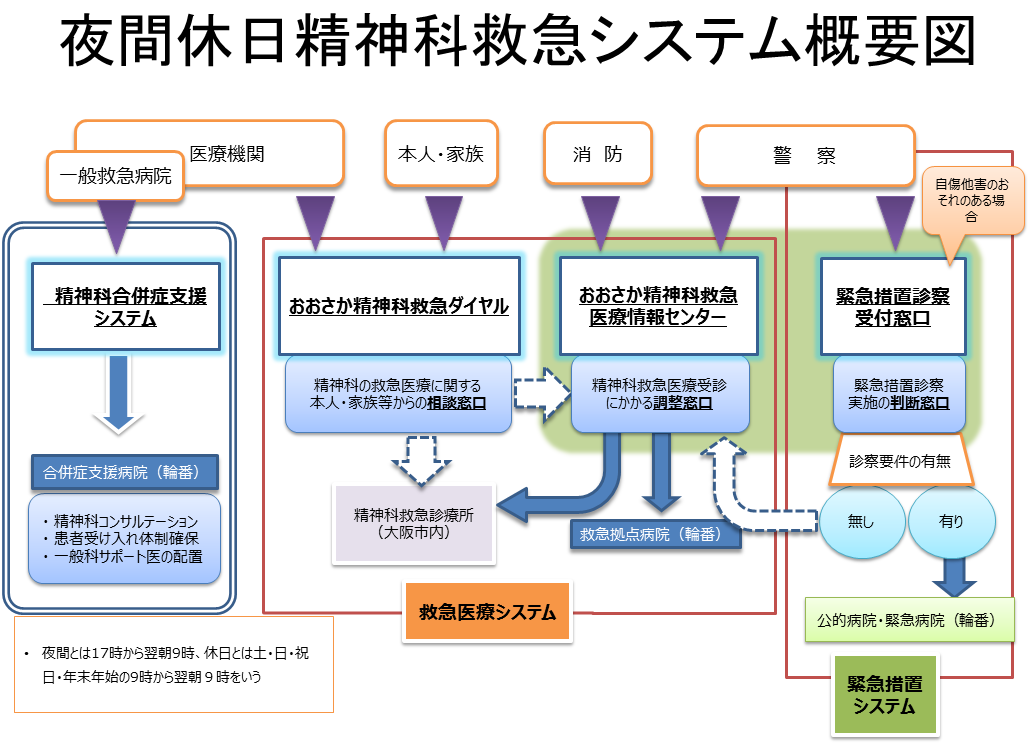 夜間休日精神科救急システム概要図
医療機関
一般救急病院
本人・家族
消 防
警 察
自傷他害のお
それのある場
合
精神科合併症支援
システム
おおさか精神科救急ダイヤル
おおさか精神科救急
医療情報センター
緊急措置診察
受付窓口
精神科の救急医療に関する
本人・家族等からの相談窓口
精神科救急医療受診
にかかる調整窓口
緊急措置診察
実施の判断窓口
診察要件の有無
無し
有り
合併症支援病院（輪番）
・精神科コンサルテーション
・患者受け入れ体制確保
・一般科サポート医の配置
精神科救急診療所
（大阪市内）
救急拠点病院（輪番）
公的病院・緊急病院（輪番）
救急医療システム
緊急措置
システム
• 夜間とは17時から翌朝9時、休日とは土・日・祝
日・年末年始の9時から翌朝９時をいう